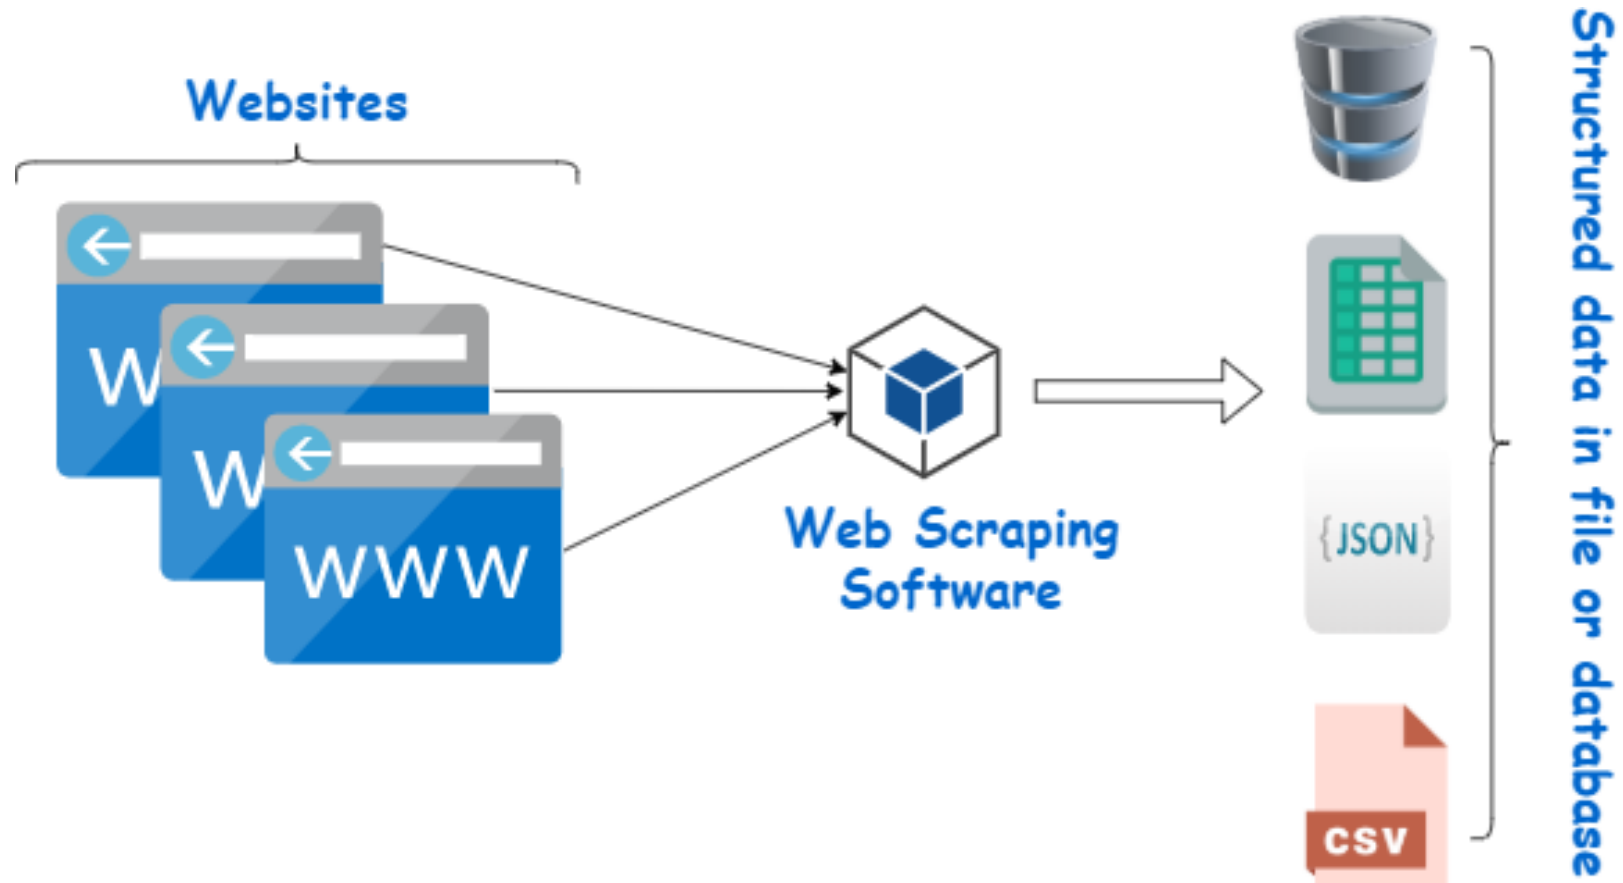 Websites
W
W
WWW
Web Scraping
Software
{JSON}
CSV
Structured data in file or database